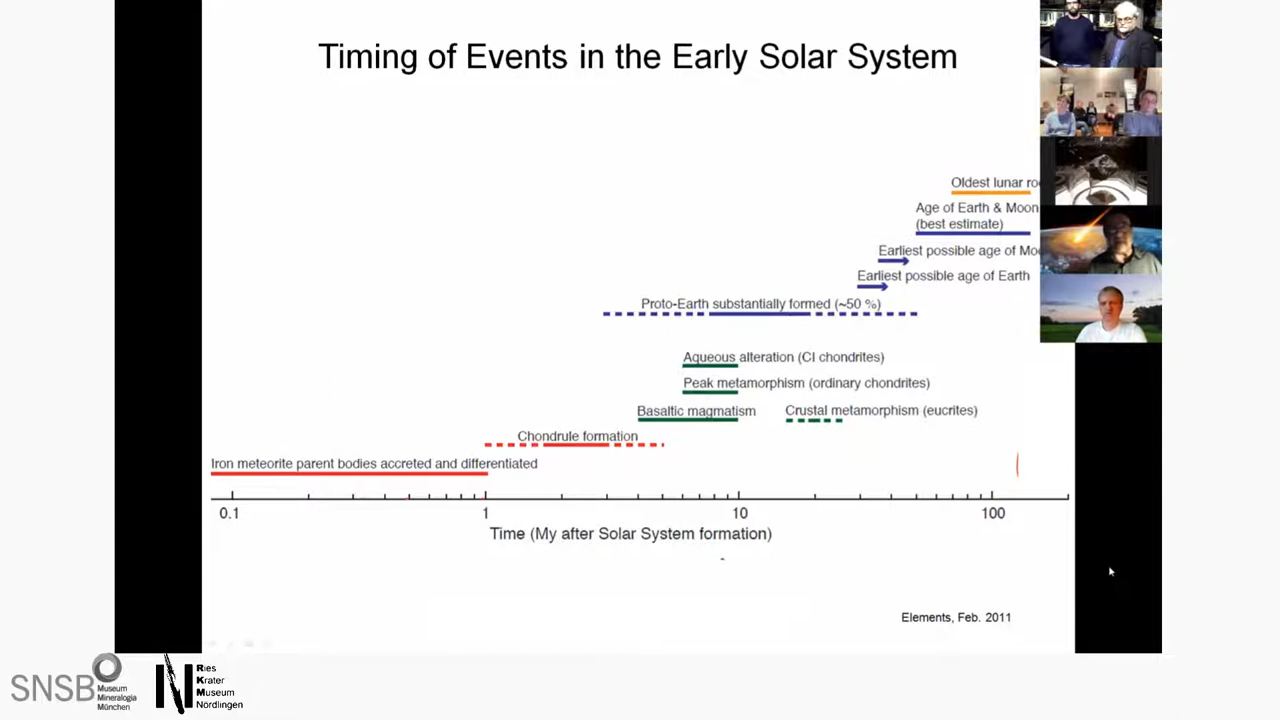 Timing of Events in the Early Solar System
Oldest lunar
Age of Earth & Moon
(best estimate)
Earliest possible age of
Earliest possible age of Earth
Proto-Earth substantially formed (~50 %)
Aqueous alteration (CI chondrites)
Peak metamorphism (ordinary chondrites)
Basaltic magmatism
Crustal metamorphism (eucrites)
Chondrule formation
Iron meteorite parent bodies accreted and differentiated
0.1 1 10 100
Time (My after Solar System formation)
Elements, Feb. 2011
SNSB
Museum
Mineralogia
München
Ries
Krater
Museum
Nördlingen